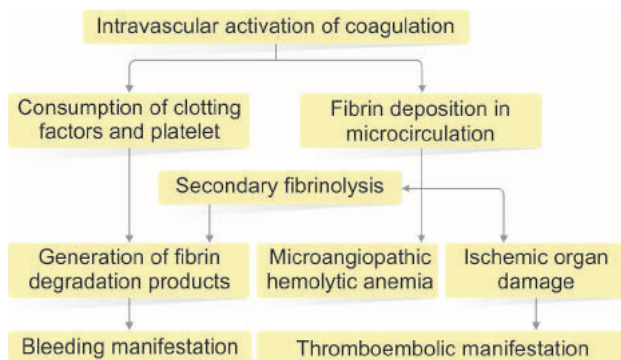 Intravascular activation of coagulation
Consumption of clotting
factors and platelet
Fibrin deposition in
microcirculation
Secondary fibrinolysis
Generation of fibrin
degradation products
Microangiopathic
hemolytic anemia
Ischemic organ
damage
Bleeding manifestation
Thromboembolic manifestation